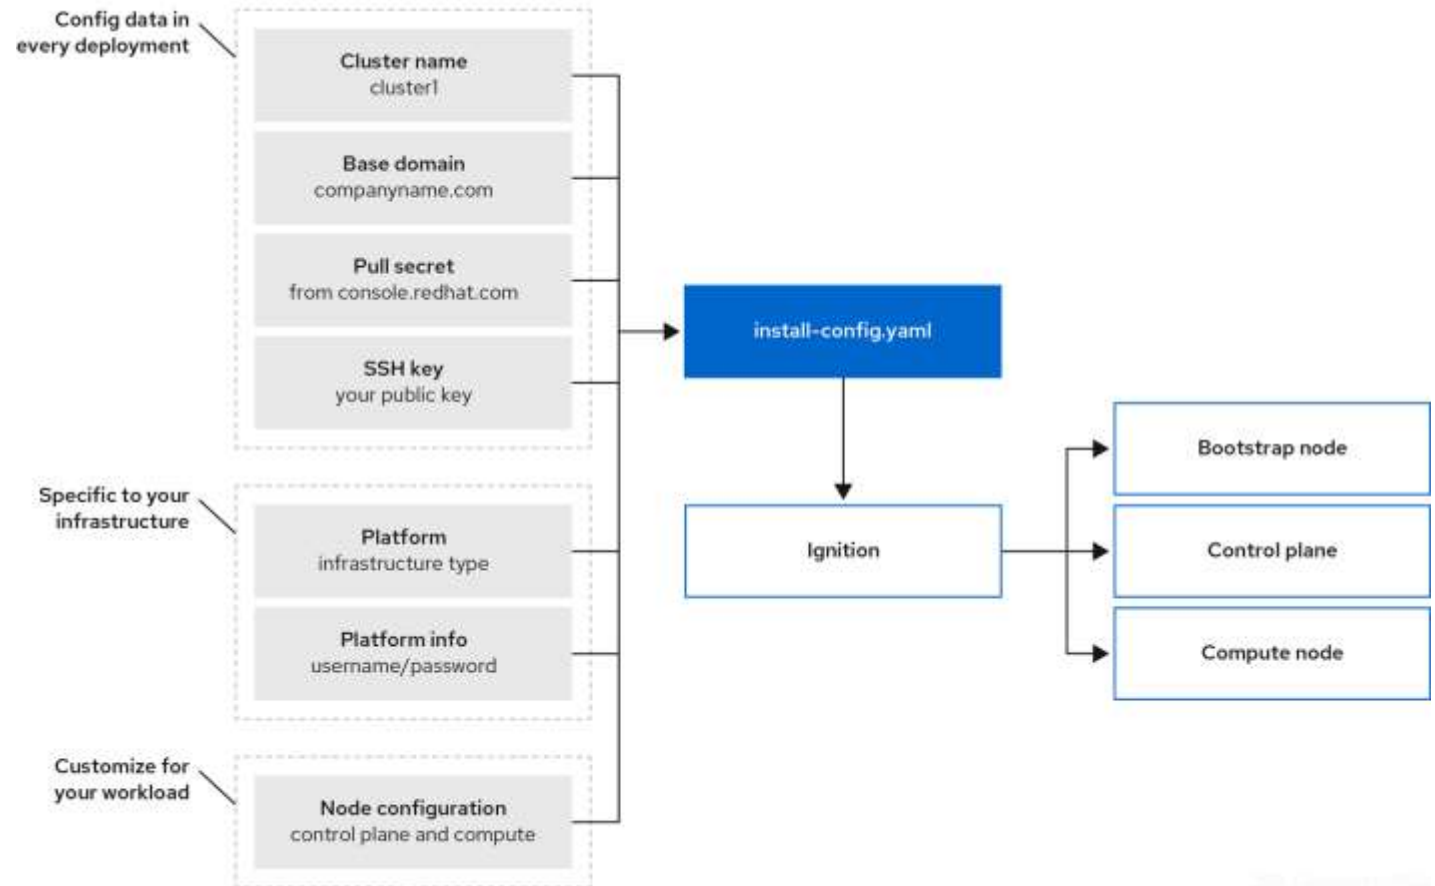 Config data in
every deployment
Cluster name
cluster1
Base domain
companyname.com
Pull secret
from console.redhat.com
SSH key
your public key
Specific to your
infrastructure
Platform
infrastructure type
Platform info
username/password
Customize for
your workload
Node configuration
control plane and compute
install-config.yaml
Ignition
Bootstrap node
Control plane
Compute node